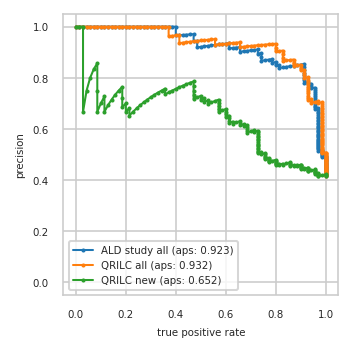 1.0
0.8
0.6
0.4
0.2
0.0
precision
ALD study all (aps: 0.923)
QRILC all (aps: 0.932)
QRILC new (aps: 0.652)
0.0 0.2 0.4 0.6 0.8 1.0
true positive rate